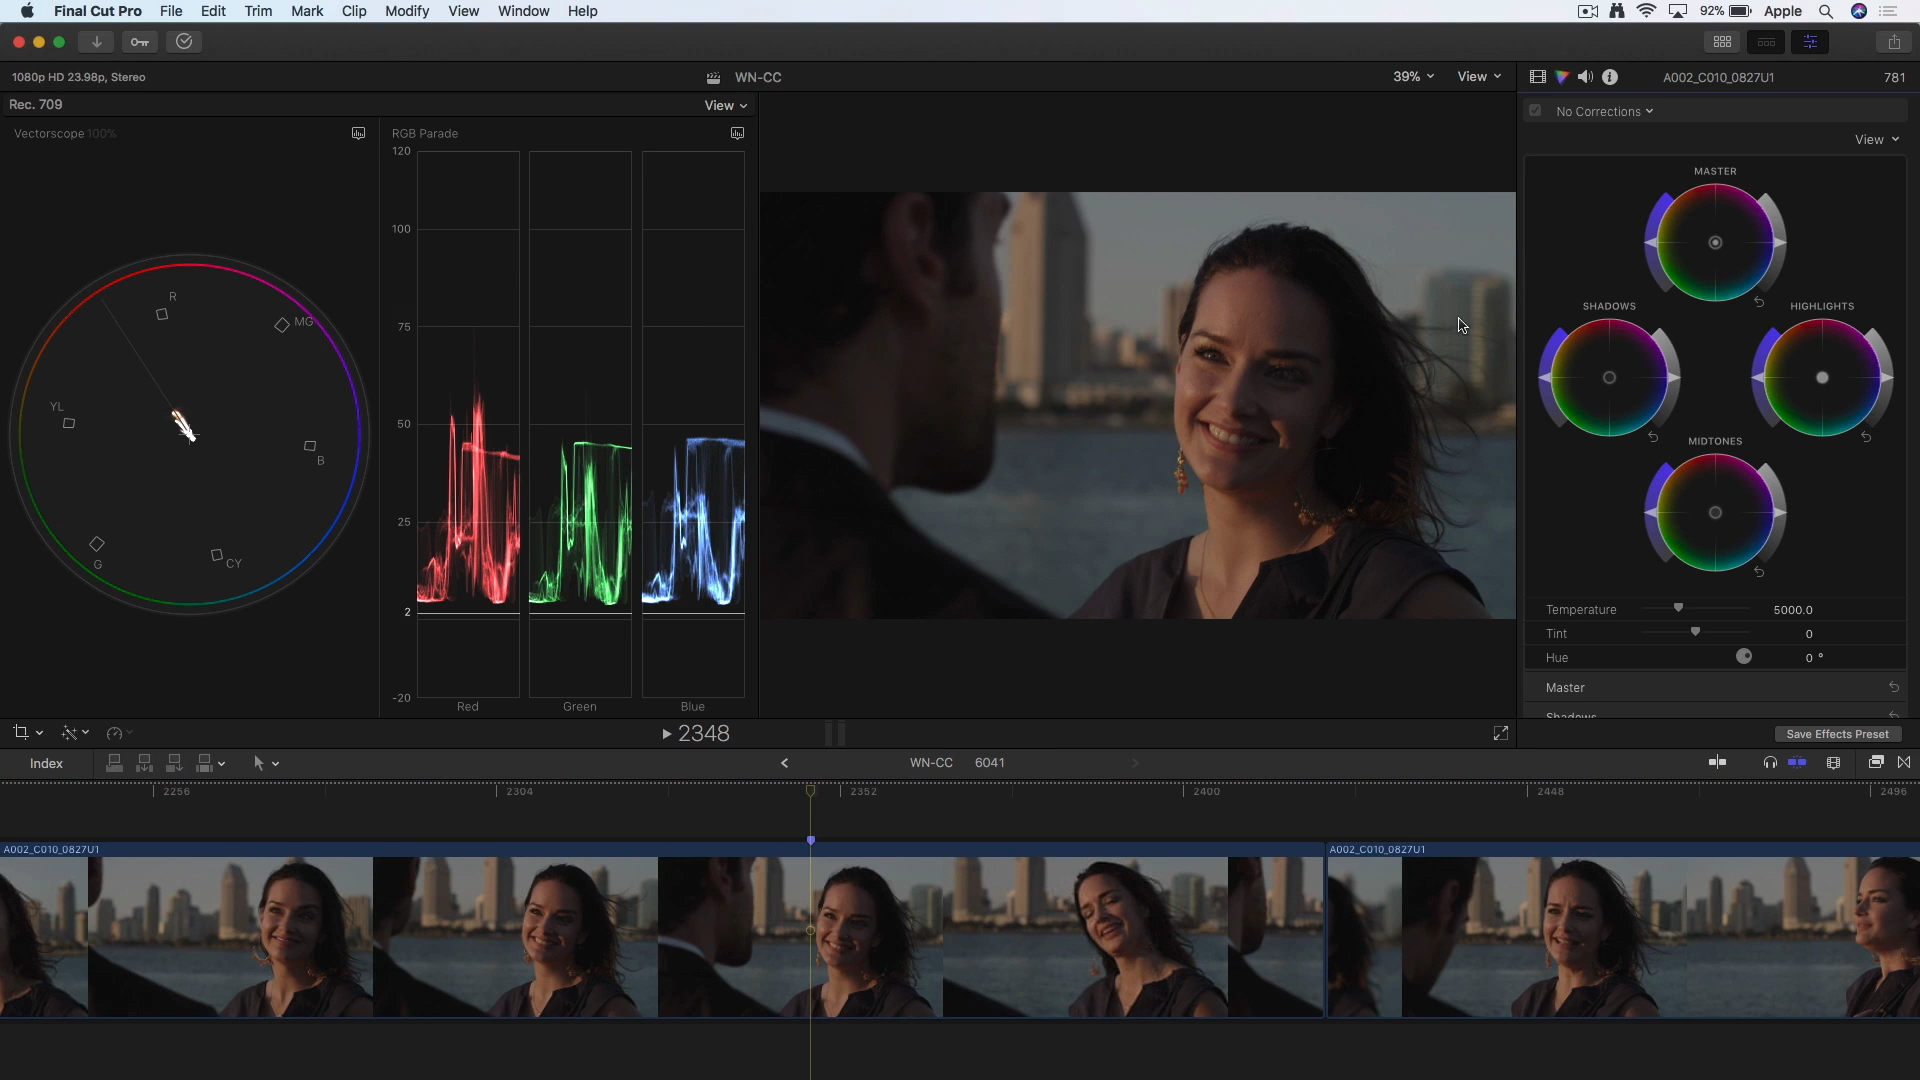 Final Cut Pro File Edit Trim Mark Clip Modify View Window Help 92% Apple
1080p HD 23.98p, Stereo WN-CC 39% View A002_C010_0827U1 781
Rec. 709 View No Corrections
Vectorscope 100% RGB Parade View
120
100
75
50
25
2
-20
Red Green Blue
R
MG
YL
B
G
CY
MASTER
SHADOWS HIGHLIGHTS
MIDTONES
Temperature 5000.0
Tint 0
Hue 0 °
Master
Shadows
2348 Save Effects Preset
Index WN-CC 6041
2256 2304 2352 2400 2448 2496
A002_C010_0827U1 A002_C010_0827U1